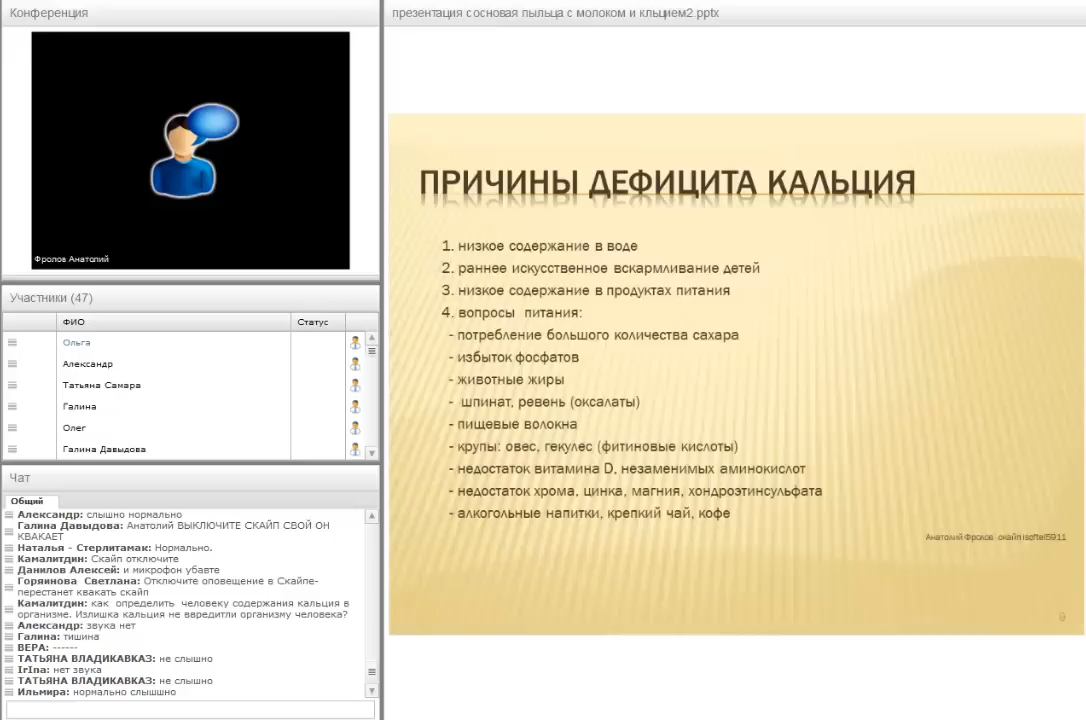 Конференция
Фролов Анатолий
Участники (47)
ФИО
Статус
Ольга
Александр
Татьяна Самара
Галина
Олег
Галина Давыдова
Чат
Общий
Александр: слышно нормально
Галина Давыдова: Анатолий ВЫКЛЮЧИТЕ СКАЙП СВОЙ ОН
КВАКАЕТ
Наталья - Стерлитамак: Нормально.
Камалитдин: Скайп отключите
Данилов Алексей: и микрофон убавте
Горяинова Светлана: Отключите оповещение в Скайпе-
перестанет квакать скайп
Камалитдин: как определить человеку содержания кальция в
организме. Излишка кальция не ввредитли организму человека?
Александр: звука нет
Галина: тишина
ВЕРА: ------
ТАТЬЯНА ВЛАДИКАВКАЗ: не слышно
IrIna: нет звука
ТАТЬЯНА ВЛАДИКАВКАЗ: не слышно
Ильмира: нормально слышшно
презентация сосновая пыльца с молоком и кльцием2.pptx
ПРИЧИНЫ ДЕФИЦИТА КАЛЬЦИЯ
1. низкое содержание в воде
2. раннее искусственное вскармливание детей
3. низкое содержание в продуктах питания
4. вопросы питания:
- потребление большого количества сахара
- избыток фосфатов
- животные жиры
- шпинат, ревень (оксалаты)
- пищевые волокна
- крупы: овес, гекулес (фитиновые кислоты)
- недостаток витамина D, незаменимых аминокислот
- недостаток хрома, цинка, магния, хондроэтинсульфата
- алкогольные напитки, крепкий чай, кофе
Анатолий Фролов скайп isoftel5911
9